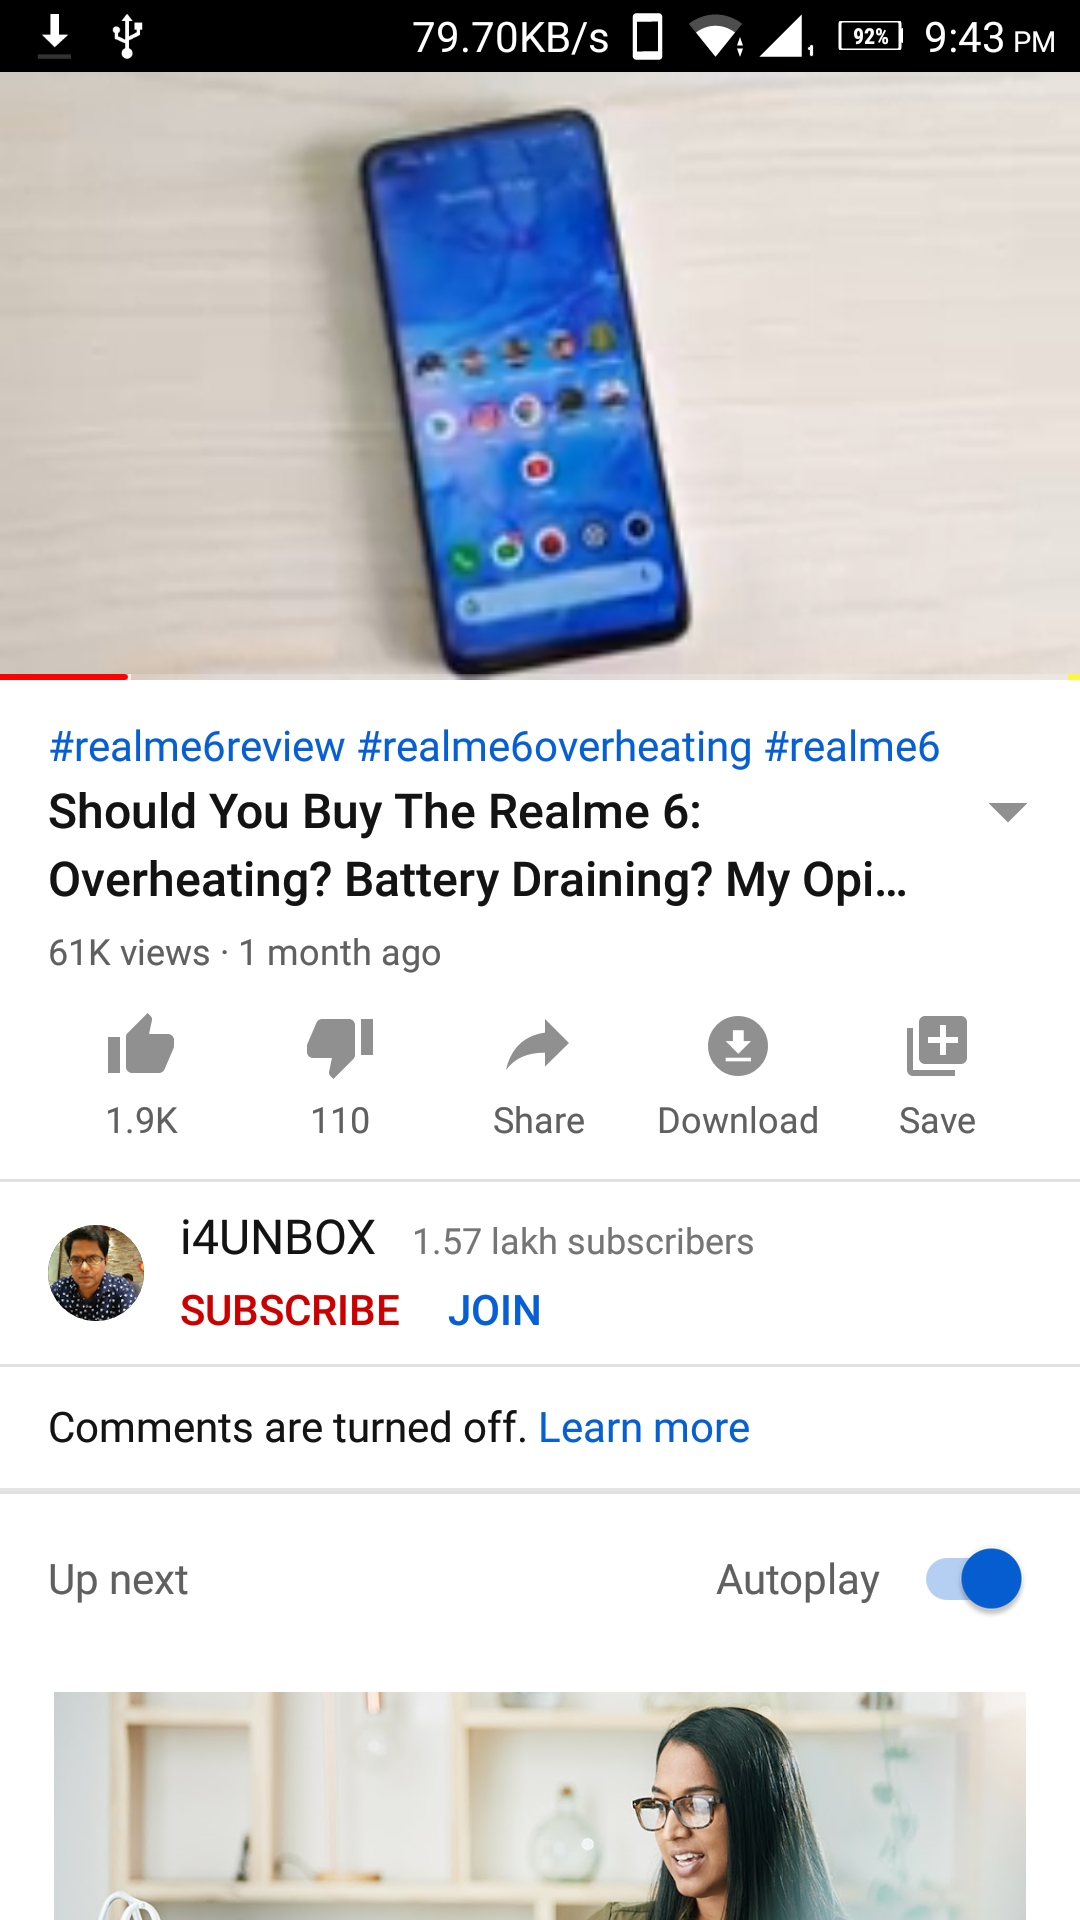 79.70KB/s 1 92% 9:43 PM
#realme6review #realme6overheating #realme6
Should You Buy The Realme 6:
Overheating? Battery Draining? My Opi...
61K views · 1 month ago
1.9K 110 Share Download Save
i4UNBOX 1.57 lakh subscribers
SUBSCRIBE JOIN
Comments are turned off. Learn more
Up next Autoplay